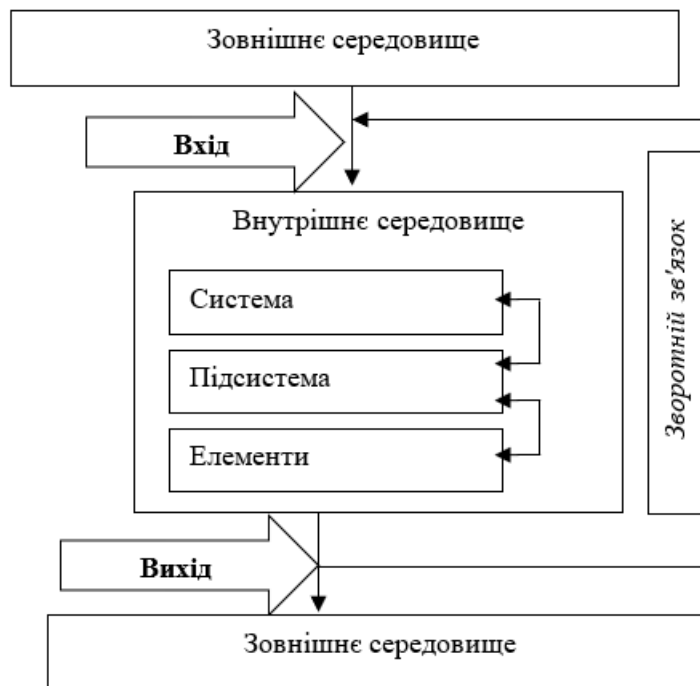 Зовнішнє середовище
Вхід
Внутрішнє середовище
Система
Підсистема
Елементи
Зворотній зв'язок
Вихід
Зовнішнє середовище